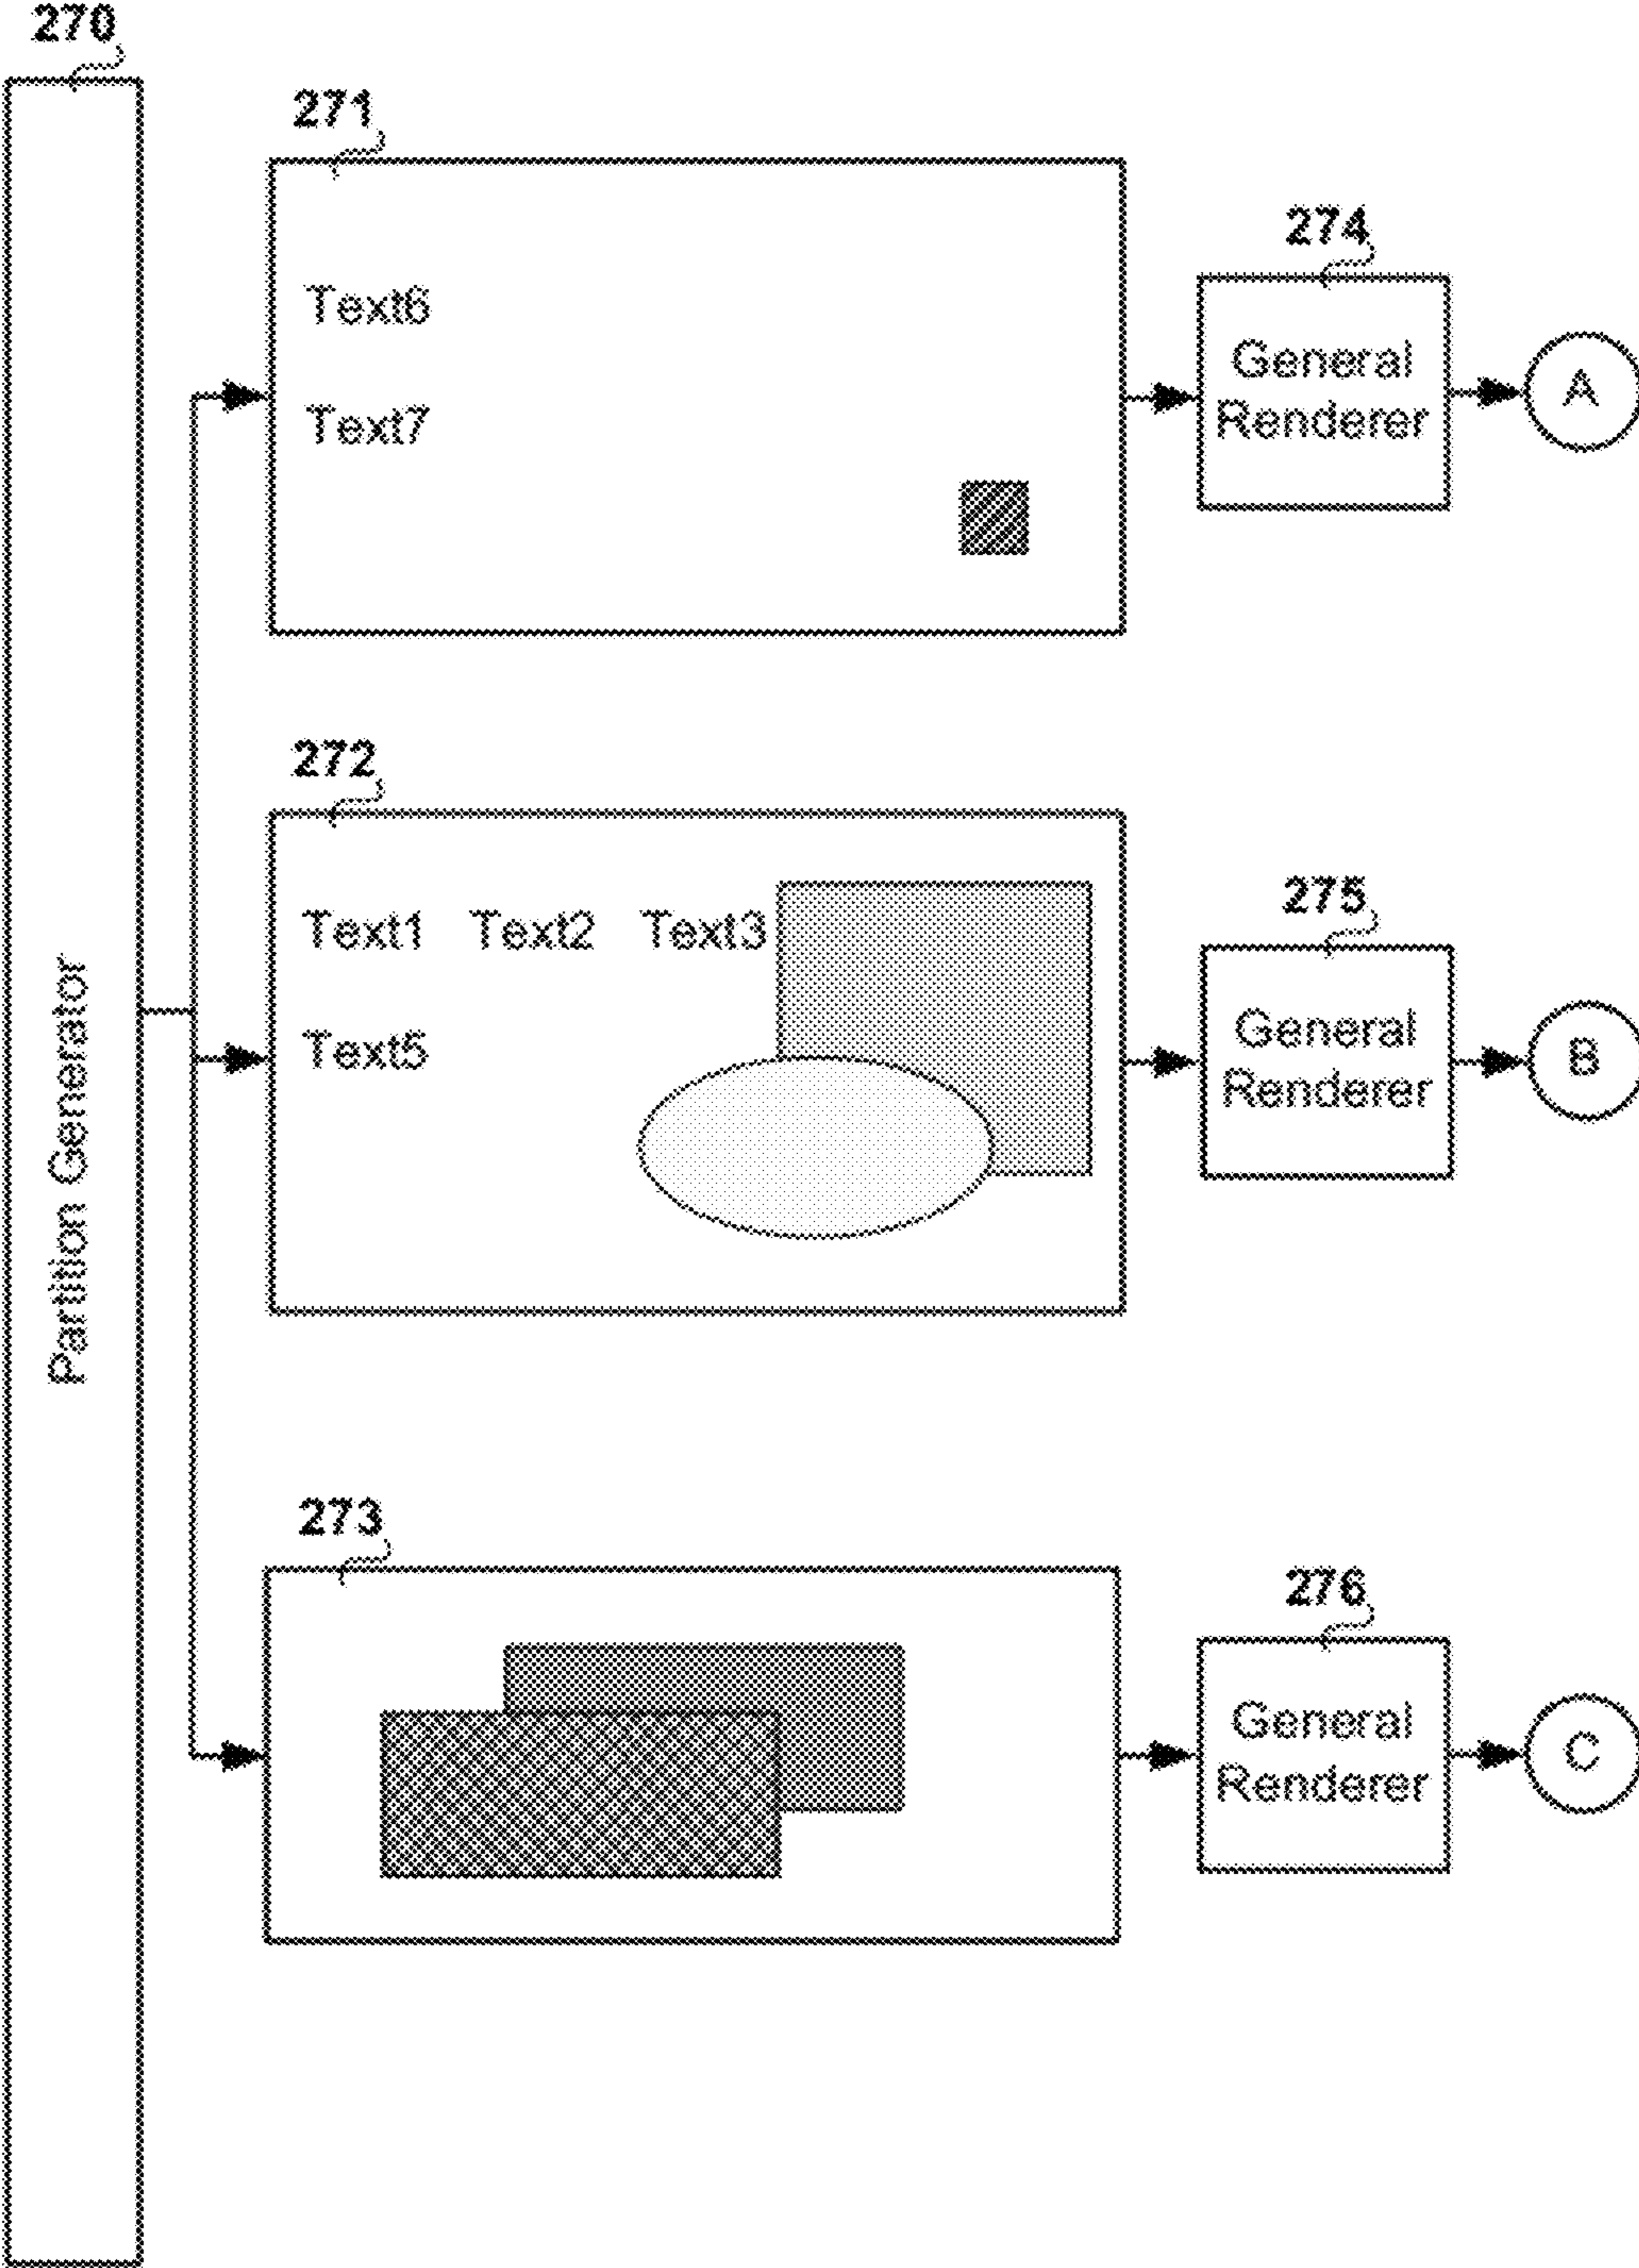 270
Partition Generator
271
Text6
Text7
274
General
Renderer
A
272
Text1 Text2 Text3
Text5
275
General
Renderer
B
273
276
General
Renderer
C